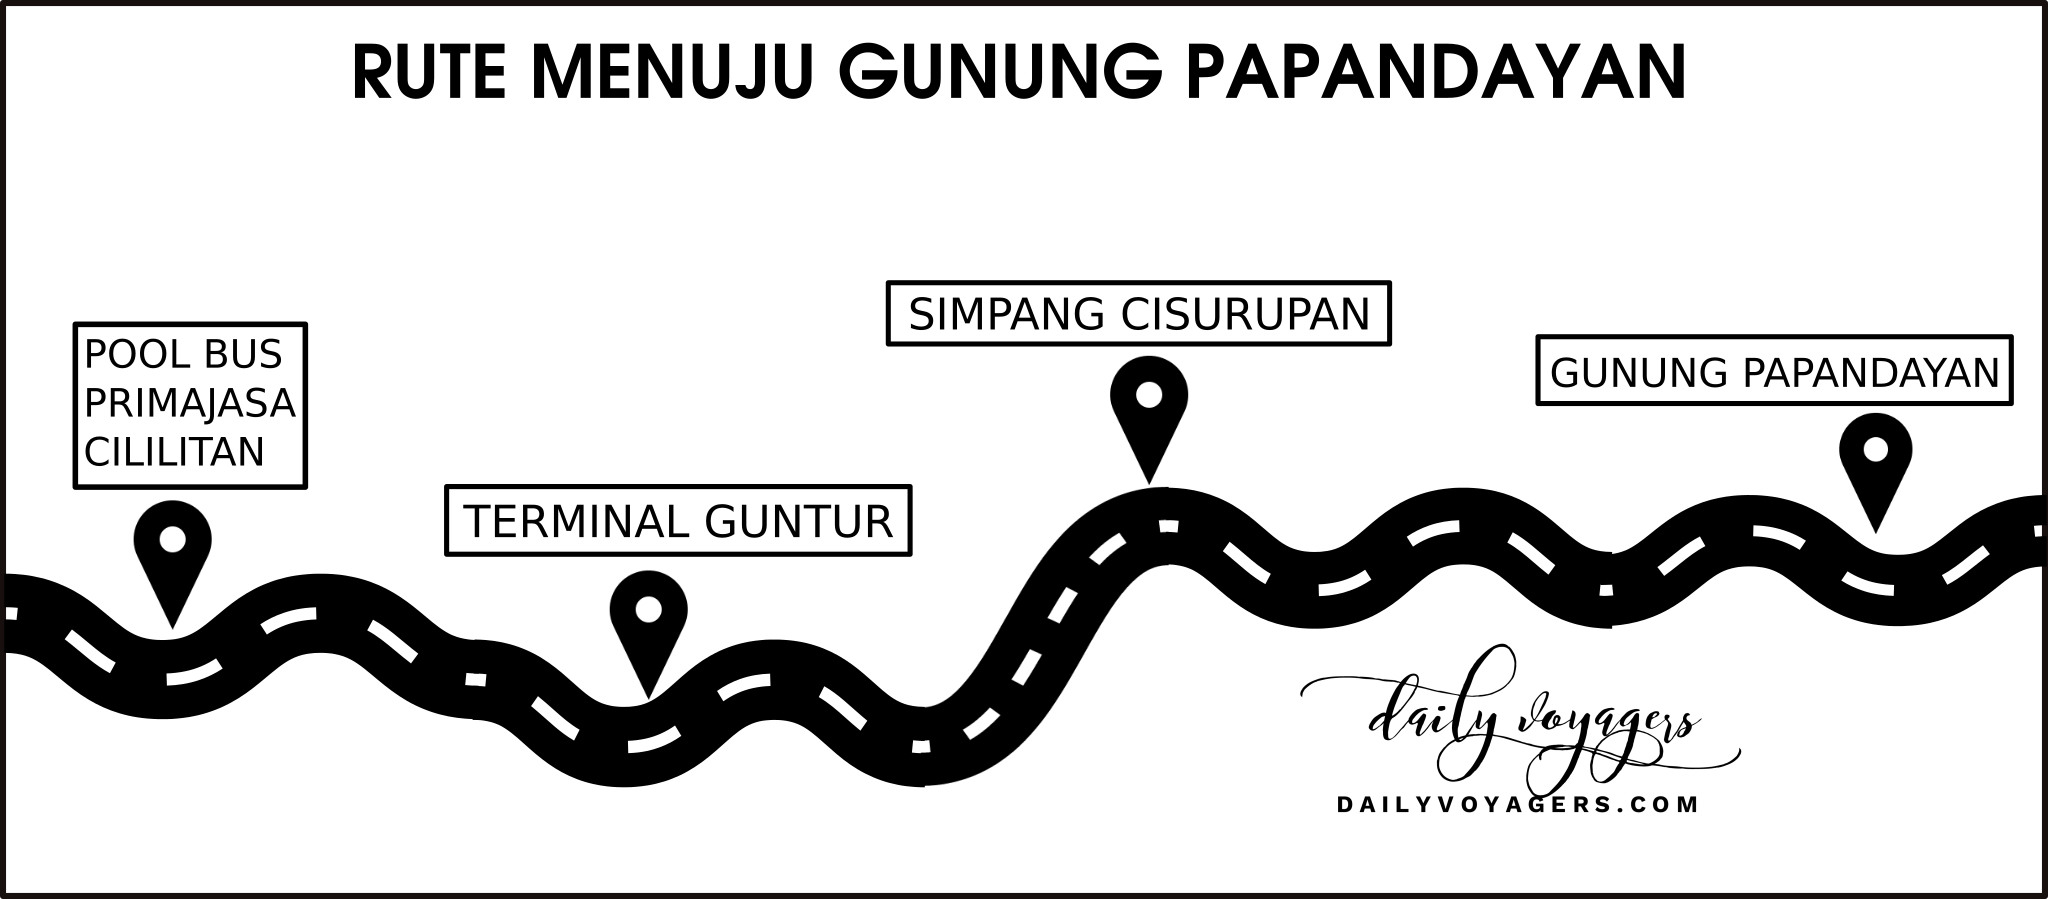 RUTE MENUJU GUNUNG PAPANDAYAN
POOL BUS
PRIMAJASA
CILILITAN
TERMINAL GUNTUR
SIMPANG CISURUPAN
GUNUNG PAPANDAYAN
daily voyagers
DAILYVOYAGERS.COM